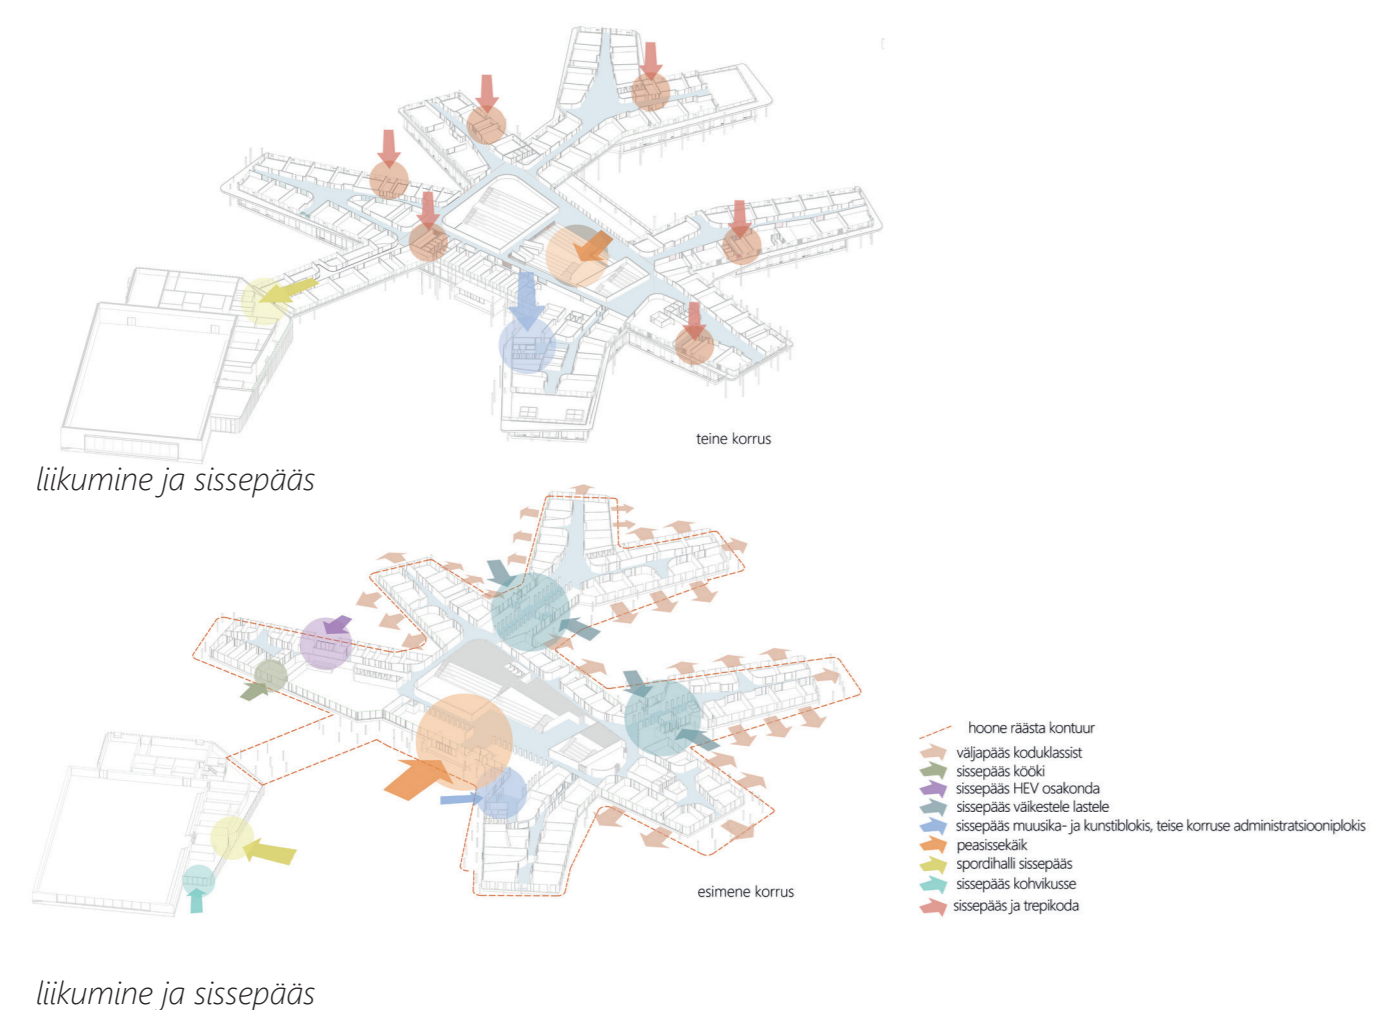 teine korrus
liikumine ja sissepääs
hoone räästa kontuur
väljapääs koduklassist
sissepääs kööki
sissepääs HEV osakonda
sissepääs väikestele lastele
sissepääs muusika- ja kunstiblokis, teise korruse administratsiooniplokis
peasissekäik
spordihalli sissepääs
sissepääs kohvikusse
sissepääs ja trepikoda
esimene korrus
liikumine ja sissepääs